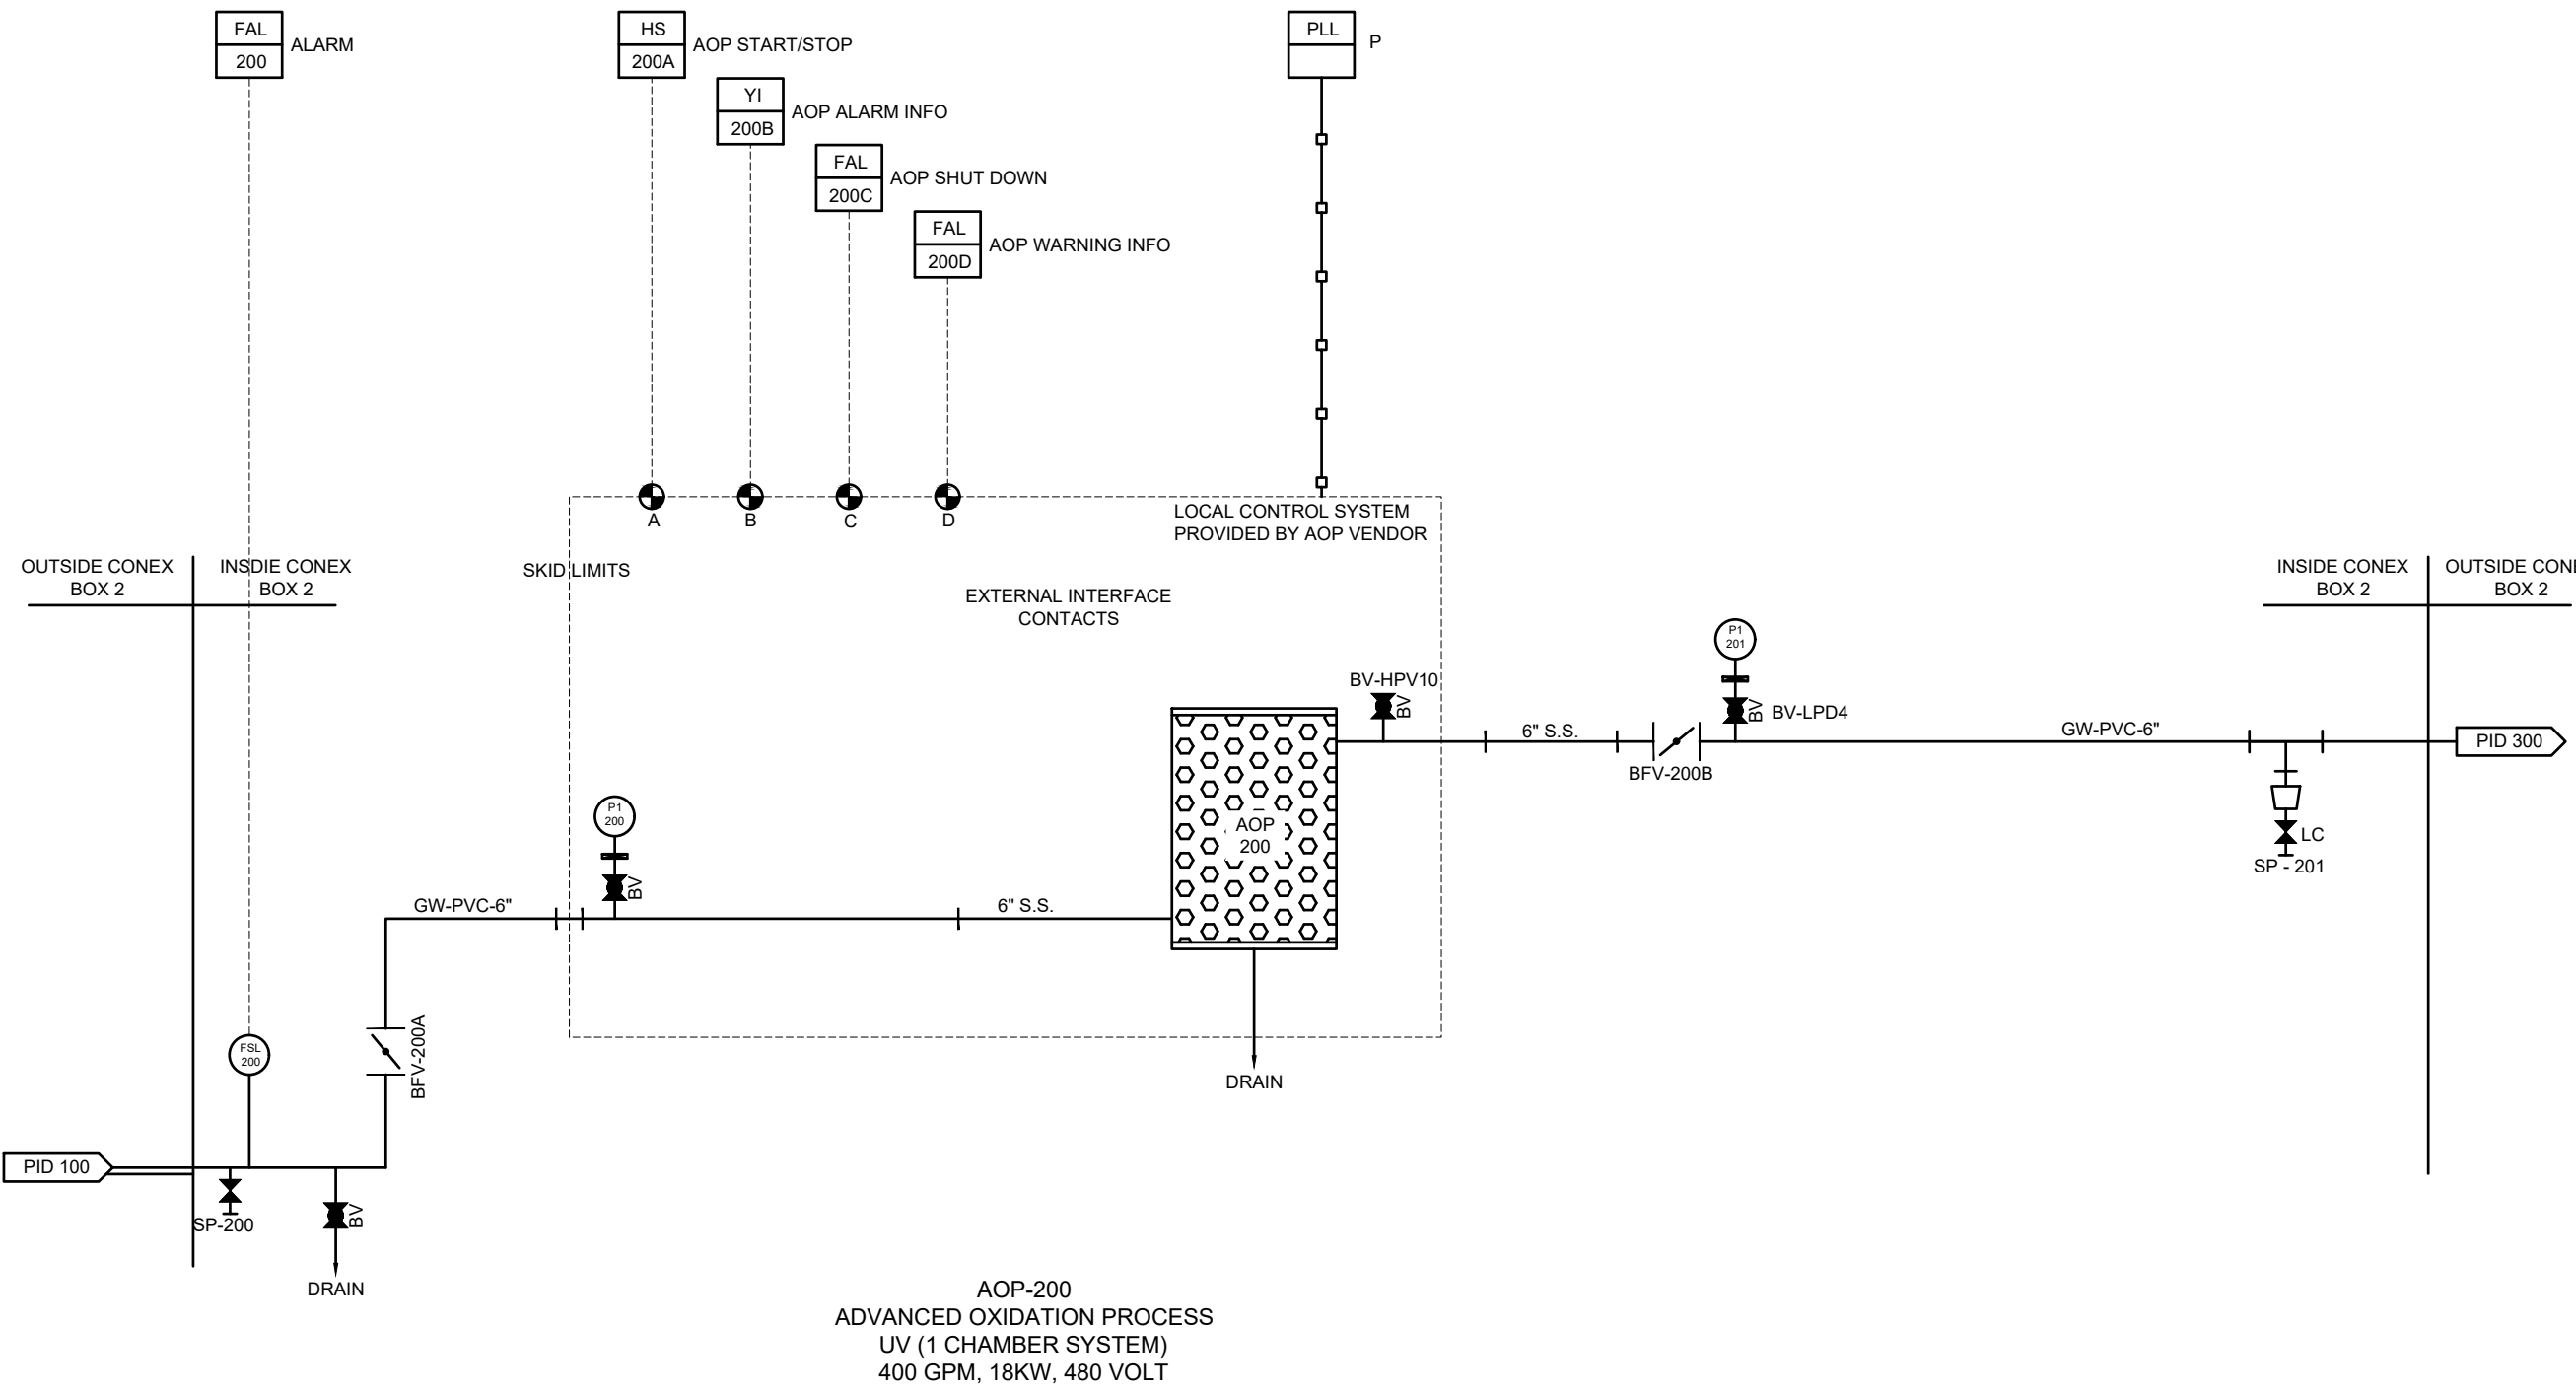 FAL
200
ALARM
HS
200A
AOP START/STOP
YI
200B
AOP ALARM INFO
FAL
200C
AOP SHUT DOWN
FAL
200D
AOP WARNING INFO
PLL
P
A
B
C
D
LOCAL CONTROL SYSTEM
PROVIDED BY AOP VENDOR
OUTSIDE CONEX
BOX 2
INSDIE CONEX
BOX 2
SKID LIMITS
EXTERNAL INTERFACE
CONTACTS
INSIDE CONEX
BOX 2
OUTSIDE CON
BOX 2
P1
201
BV-HPV10
BV
BV
BV-LPD4
6" S.S.
BFV-200B
GW-PVC-6"
PID 300
P1
200
BV
AOP
200
LC
SP - 201
GW-PVC-6"
6" S.S.
BFV-200A
FSL
200
DRAIN
PID 100
SP-200
BV
DRAIN
AOP-200
ADVANCED OXIDATION PROCESS
UV (1 CHAMBER SYSTEM)
400 GPM, 18KW, 480 VOLT